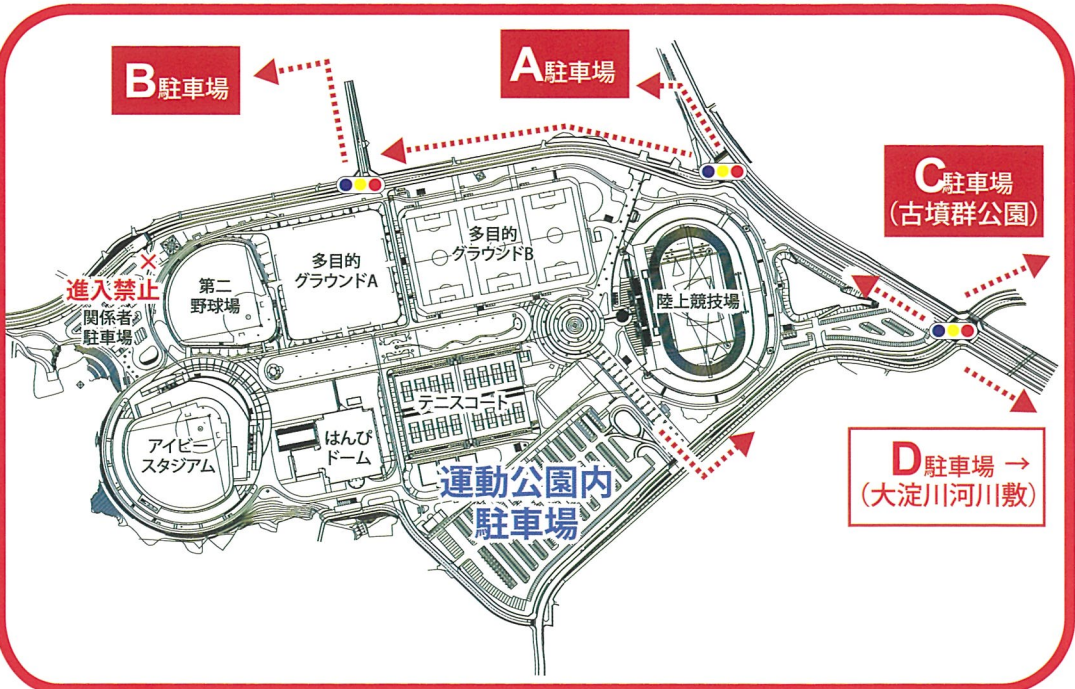 B駐車場
A駐車場
C駐車場
(古墳群公園)
多目的
グラウンドB
多目的
グラウンドA
第二
野球場
陸上競技場
×
進入禁止
関係者
駐車場
テニスコート
アイビー
スタジアム
はんぴ
ドーム
運動公園内
駐車場
D駐車場 →
(大淀川河川敷)